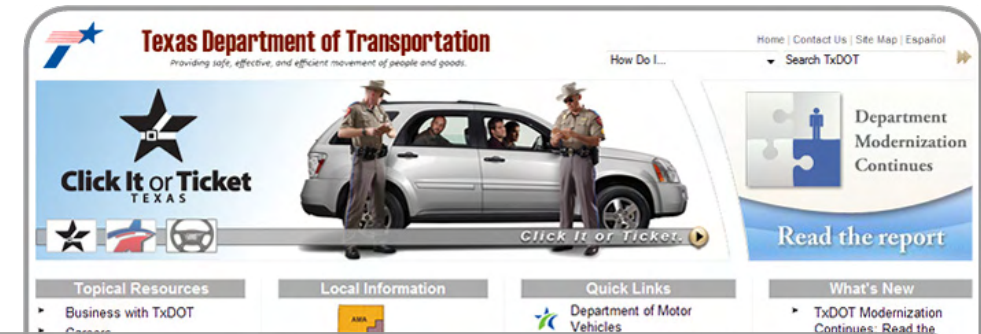 Texas Department of Transportation
Providing safe, effective, and efficient movement of people and goods.
Home | Contact Us | Site Map | Español
How Do I...
Search TxDOT
Click It or Ticket
TEXAS
Click It or Ticket.
Department
Modernization
Continues
Read the report
Topical Resources
Business with TxDOT
Careers
Local Information
AMA
Quick Links
Department of Motor
Vehicles
What's New
TxDOT Modernization
Continues: Read the